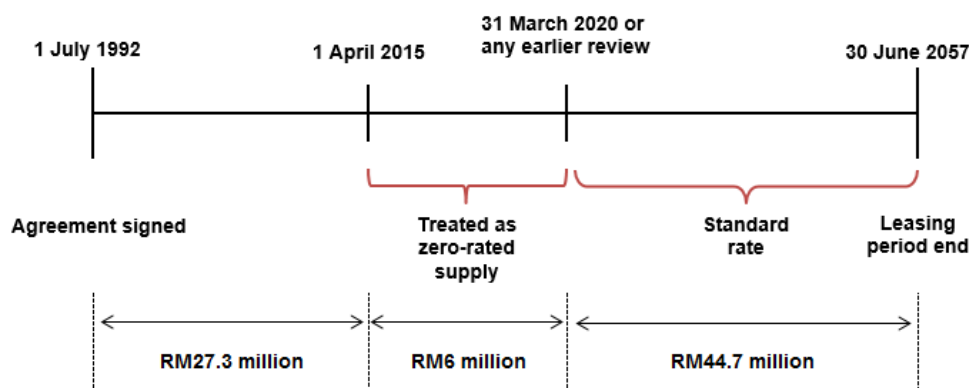 1 July 1992
1 April 2015
31 March 2020 or
any earlier review
30 June 2057
Agreement signed
Treated as
zero-rated
supply
Standard
rate
Leasing
period end
RM27.3 million
RM6 million
RM44.7 million